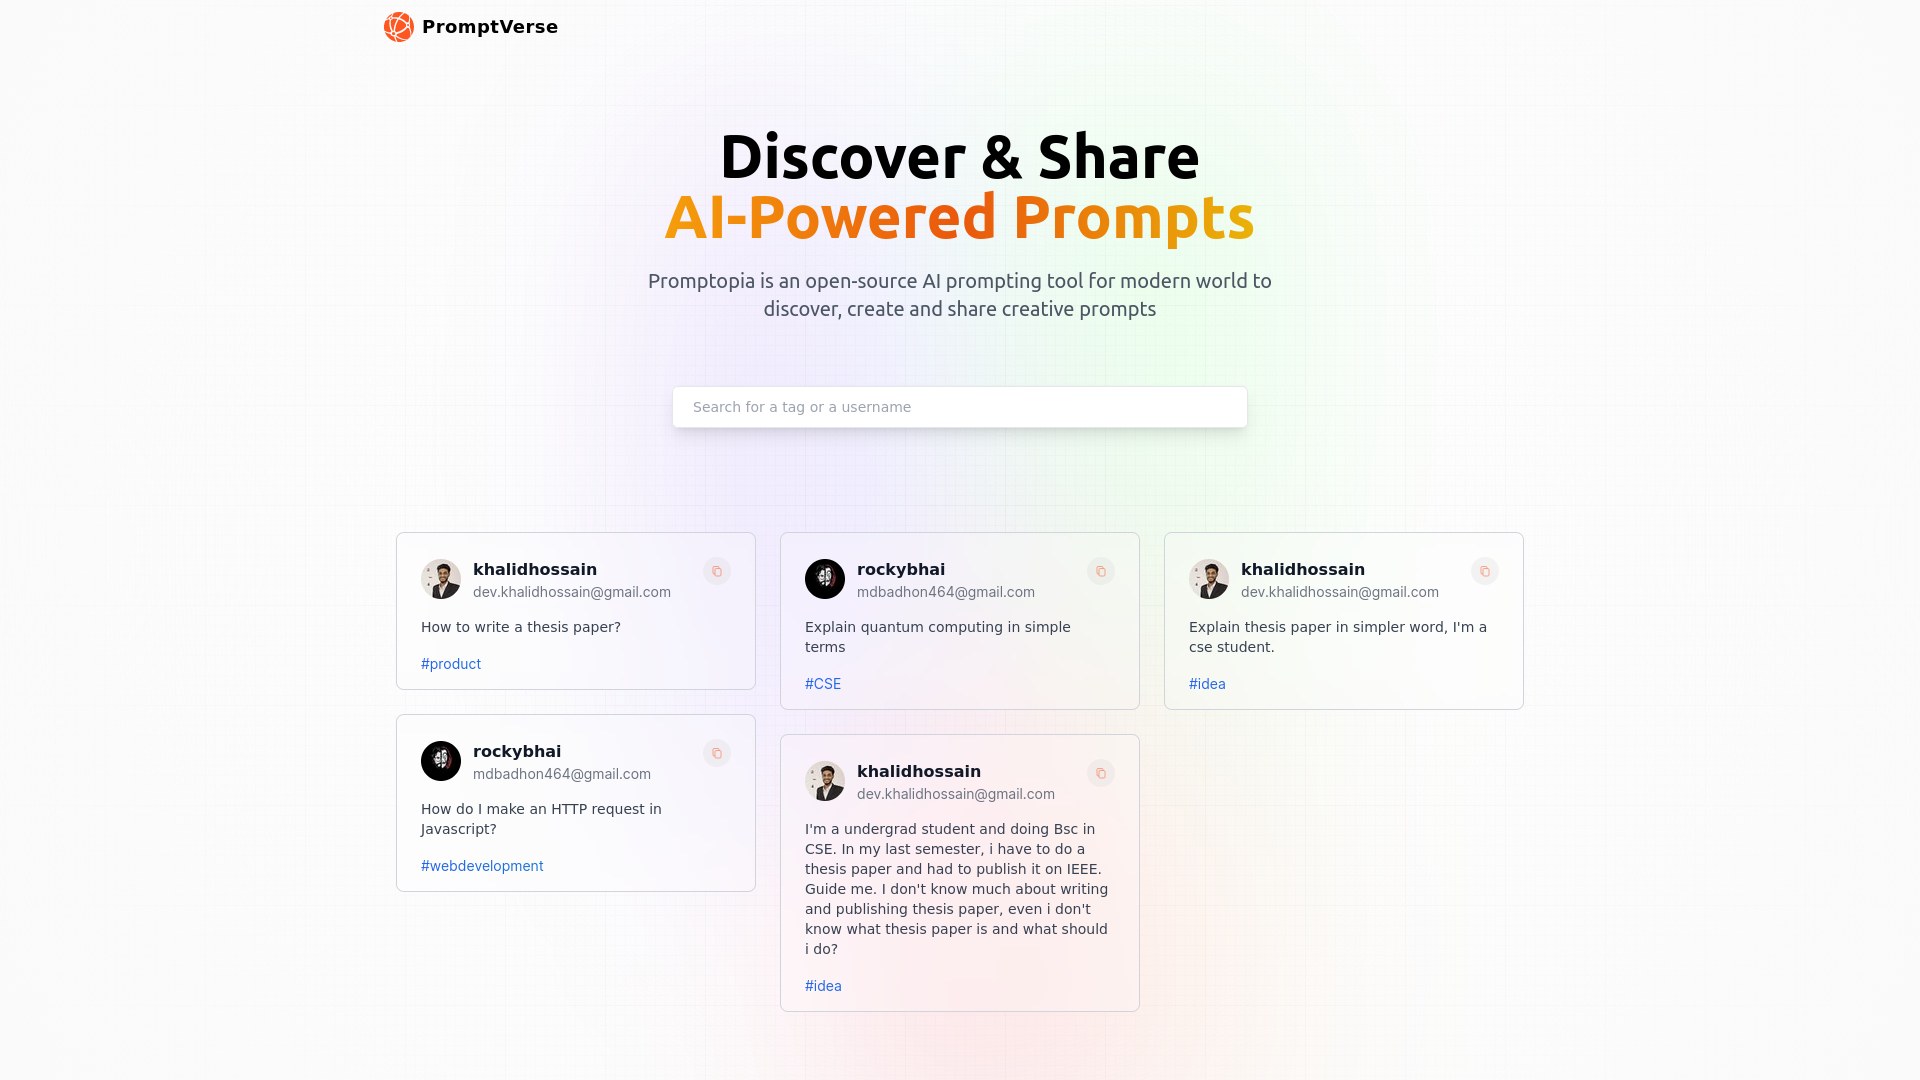 PromptVerse
Discover & Share
AI-Powered Prompts
Promptopia is an open-source AI prompting tool for modern world to
discover, create and share creative prompts
Search for a tag or a username
khalidhossain
dev.khalidhossain@gmail.com
How to write a thesis paper?
#product
rockybhai
mdbadhon464@gmail.com
How do I make an HTTP request in
Javascript?
#webdevelopment
rockybhai
mdbadhon464@gmail.com
Explain quantum computing in simple
terms
#CSE
khalidhossain
dev.khalidhossain@gmail.com
I'm a undergrad student and doing Bsc in
CSE. In my last semester, i have to do a
thesis paper and had to publish it on IEEE.
Guide me. I don't know much about writing
and publishing thesis paper, even i don't
know what thesis paper is and what should
i do?
#idea
khalidhossain
dev.khalidhossain@gmail.com
Explain thesis paper in simpler word, I'm a
cse student.
#idea